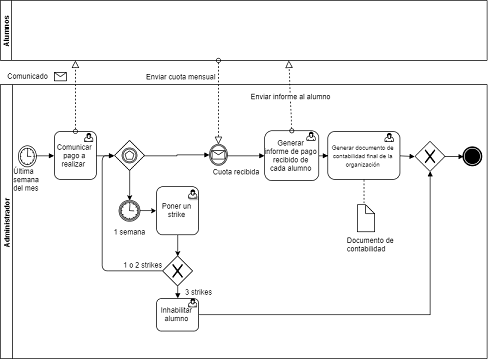 Alumnos
Comunicado
Enviar cuota mensual
Enviar informe al alumno
Administrador
Última
semana
del mes
Comunicar
pago a
realizar
Cuota recibida
Generar
informe de pago
recibido de
cada alumno
Generar documento
de contabilidad final de la
organización
1 semana
Poner un
strike
Documento de
contabilidad
1 o 2 strikes
3 strikes
Inhabilitar
alumno